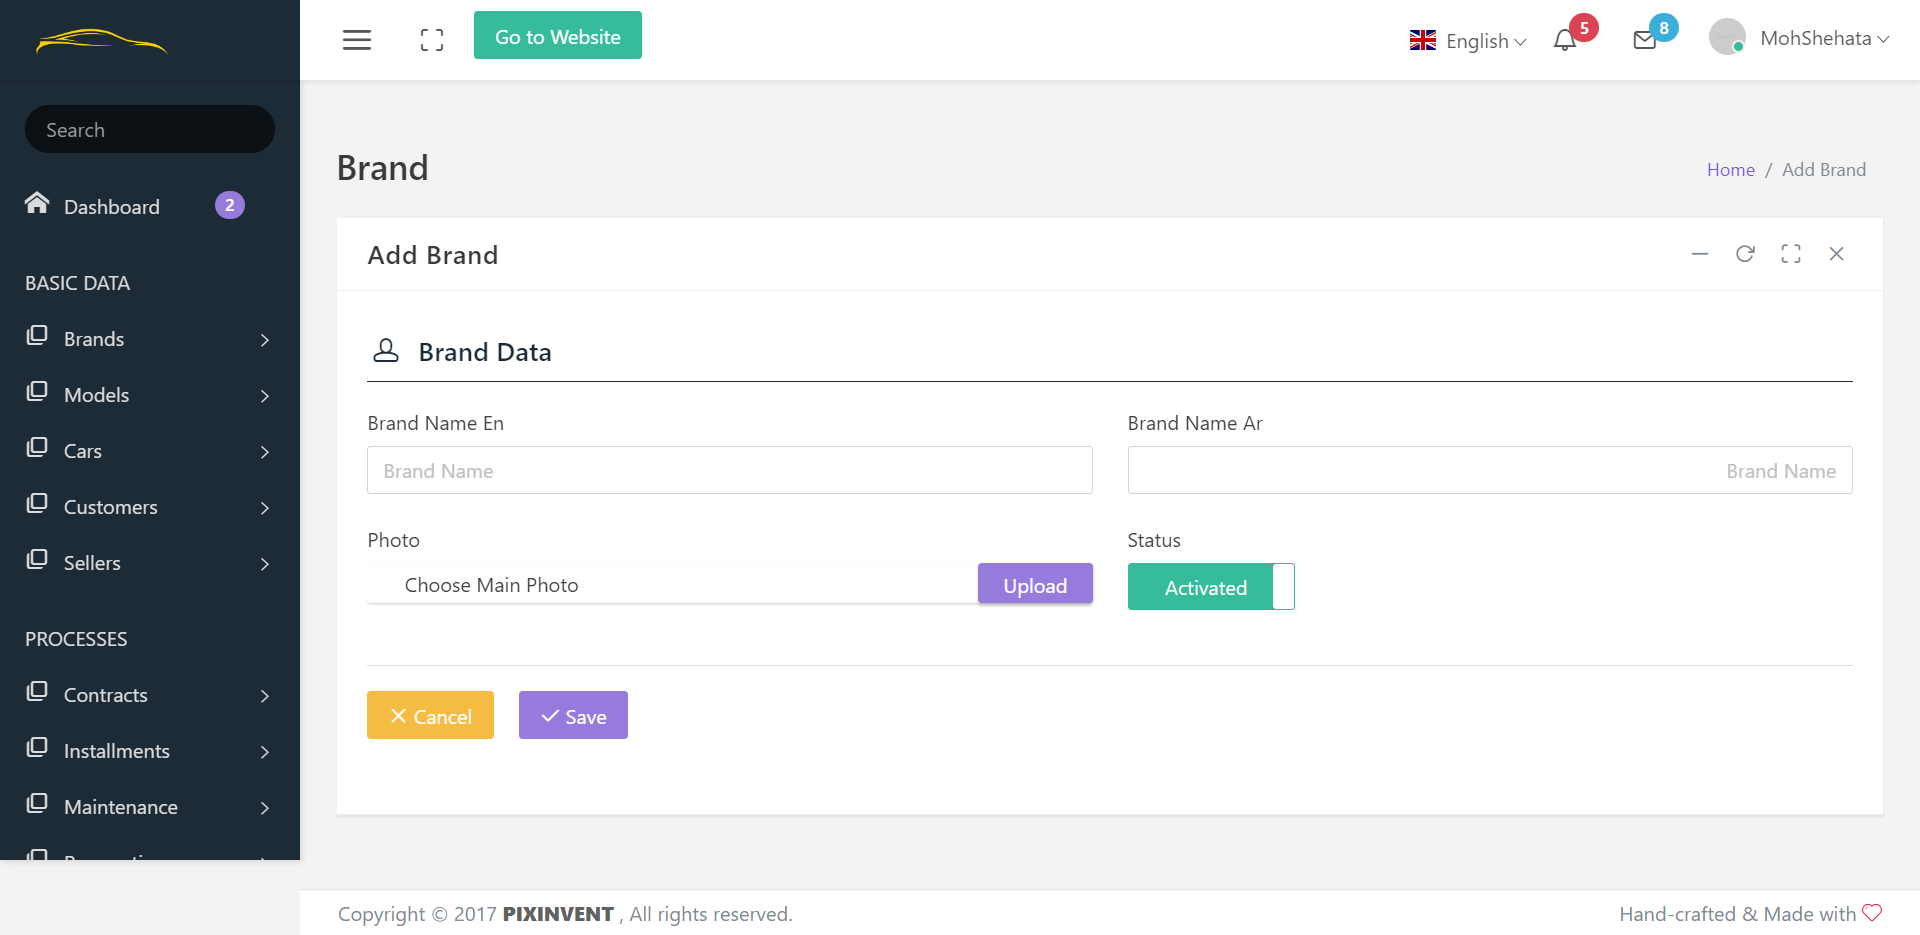 Go to Website
English
5
8
MohShehata
Search
Dashboard 2
BASIC DATA
Brands
Models
Cars
Customers
Sellers
PROCESSES
Contracts
Installments
Maintenance
Brand
Home / Add Brand
Add Brand
Brand Data
Brand Name En
Brand Name Ar
Brand Name
Brand Name
Photo
Status
Choose Main Photo
Upload
Activated
Cancel
Save
Copyright © 2017 PIXINVENT , All rights reserved.
Hand-crafted & Made with